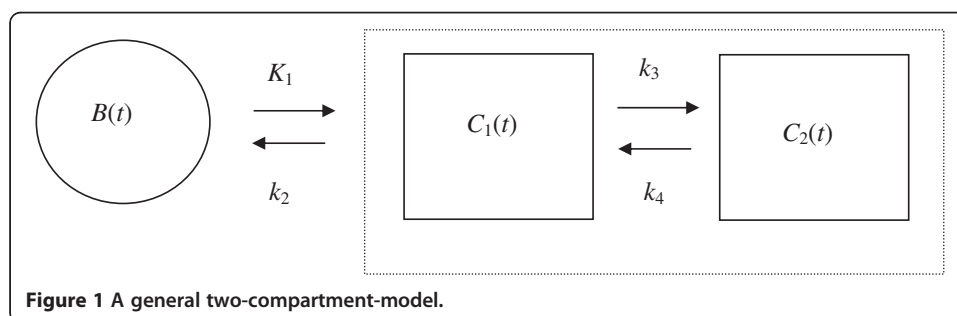 B(t)
K₁
k₂
C₁(t)
k₃
k₄
C₂(t)
Figure 1 A general two-compartment-model.